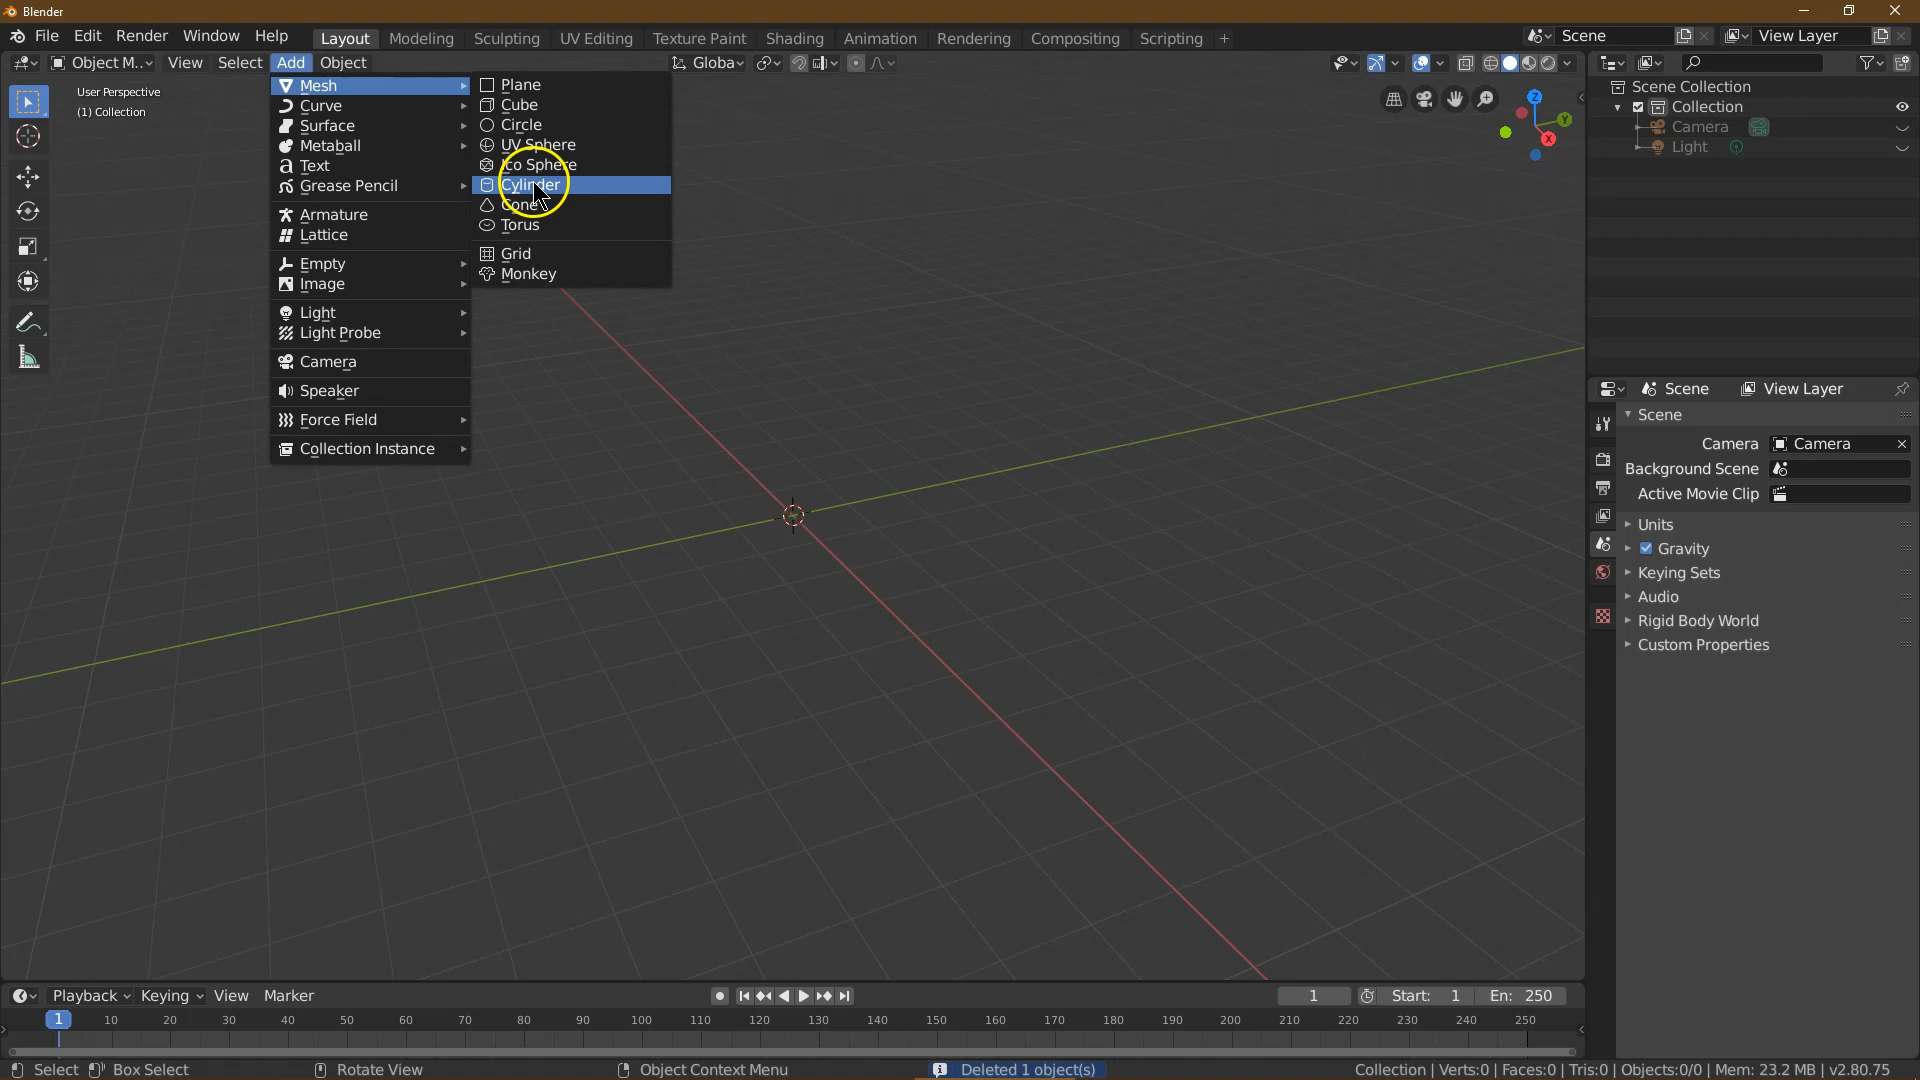 Blender
File Edit Render Window Help Layout Modeling Sculpting UV Editing Texture Paint Shading Animation Rendering Compositing Scripting + Scene View Layer
Object M.. View Select Add Object Globa
User Perspective
(1) Collection
Mesh
Curve
Surface
Metaball
Text
Grease Pencil
Armature
Lattice
Empty
Image
Light
Light Probe
Camera
Speaker
Force Field
Collection Instance
Plane
Cube
Circle
UV Sphere
Ico Sphere
Cylinder
Cone
Torus
Grid
Monkey
Z
Y
X
Scene Collection
Collection
Camera
Light
Scene View Layer
Scene
Camera Camera
Background Scene
Active Movie Clip
Units
Gravity
Keying Sets
Audio
Rigid Body World
Custom Properties
Playback Keying View Marker 1 Start: 1 En: 250
1 10 20 30 40 50 60 70 80 90 100 110 120 130 140 150 160 170 180 190 200 210 220 230 240 250
Select Box Select Rotate View Object Context Menu Deleted 1 object(s) Collection | Verts:0 | Faces:0 | Tris:0 | Objects:0/0 | Mem: 23.2 MB | v2.80.75